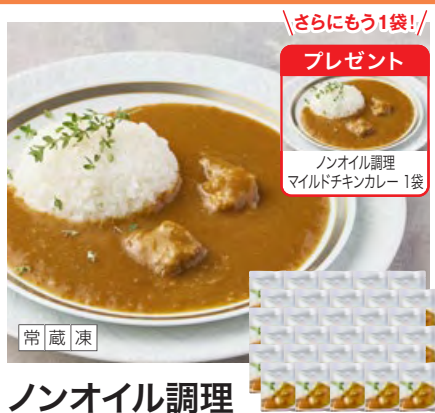 さらにもう1袋!
プレゼント
ノンオイル調理
マイルドチキンカレー 1袋
常 蔵 凍
ノンオイル調理